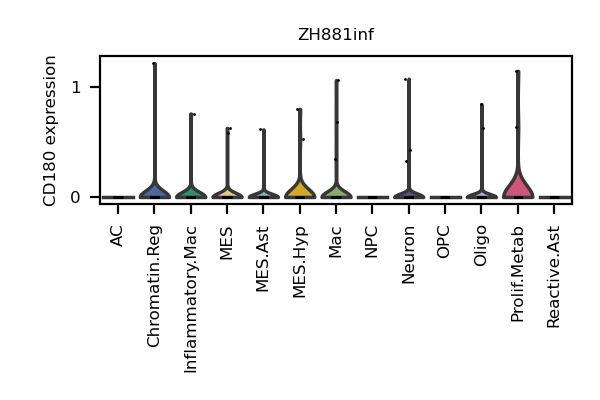 ZH881inf
CD180 expression
1
0
AC
Chromatin.Reg
Inflammatory.Mac
MES
MES.Ast
MES.Hyp
Mac
NPC
Neuron
OPC
Oligo
Prolif.Metab
Reactive.Ast